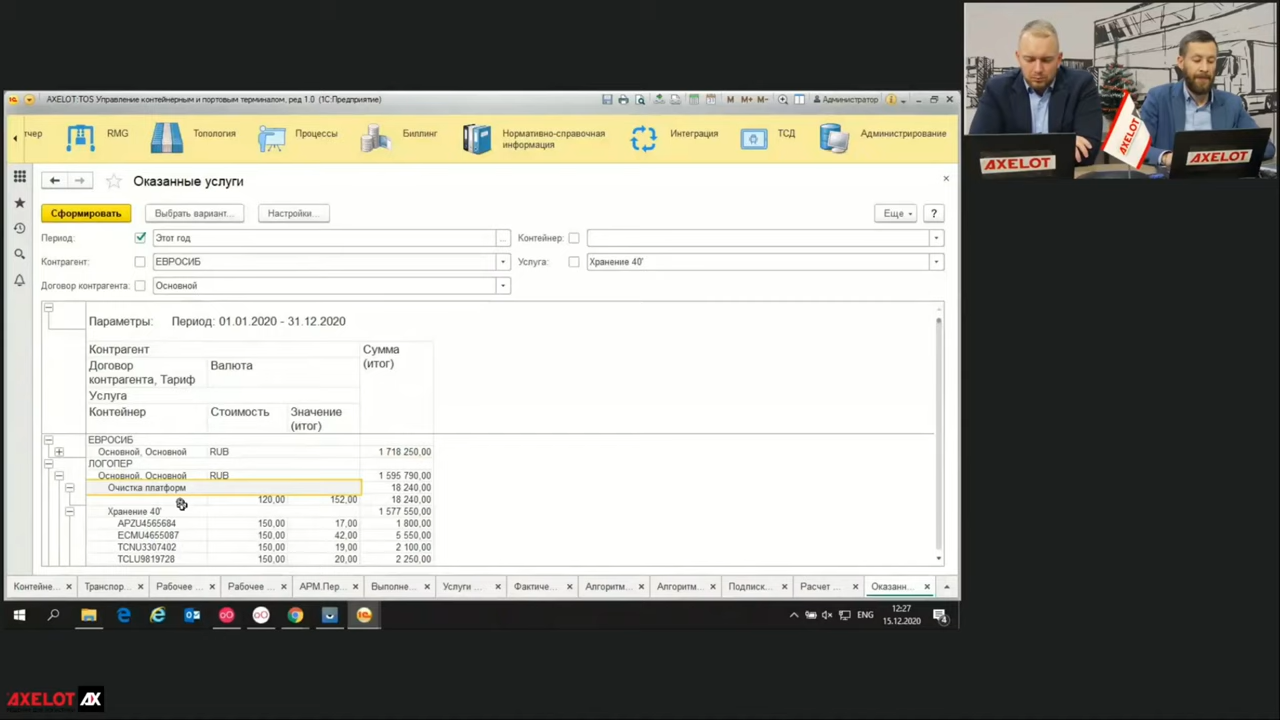 AXELOT
AXELOT
AXELOT
AXELOT:TOS Управление контейнерным и портовым терминалом, ред 1.0 (1С:Предприятие)
M M+ M-
Администратор
тчер
RMG
Топология
Процессы
Биллинг
Нормативно-справочная информация
Интеграция
ТСД
Администрирование
Оказанные услуги
Сформировать
Выбрать вариант...
Настройки...
Еще
?
Период:
Этот год
Контейнер:
Контрагент:
ЕВРОСИБ
Услуга:
Хранение 40'
Договор контрагента:
Основной
Параметры: Период: 01.01.2020 - 31.12.2020
Контрагент
Сумма (итог)
Договор контрагента, Тариф
Валюта
Услуга
Контейнер
Стоимость
Значение (итог)
ЕВРОСИБ
Основной, Основной RUB 1 718 250,00
ЛОГОПЕР
Основной, Основной RUB 1 595 790,00
Очистка платформ 18 240,00
120,00 152,00 18 240,00
Хранение 40' 1 577 550,00
APZU4565684 150,00 17,00 1 800,00
ECMU4655087 150,00 42,00 5 550,00
TCNU3307402 150,00 19,00 2 100,00
TCLU9819728 150,00 20,00 2 250,00
Контейне...
Транспор...
Рабочее ...
Рабочее ...
АРМ.Пер...
Выполне...
Услуги ...
Фактиче...
Алгоритм...
Алгоритм...
Подписк...
Расчет ...
Оказанн...
ENG
12:27
15.12.2020
4
AXELOT AX